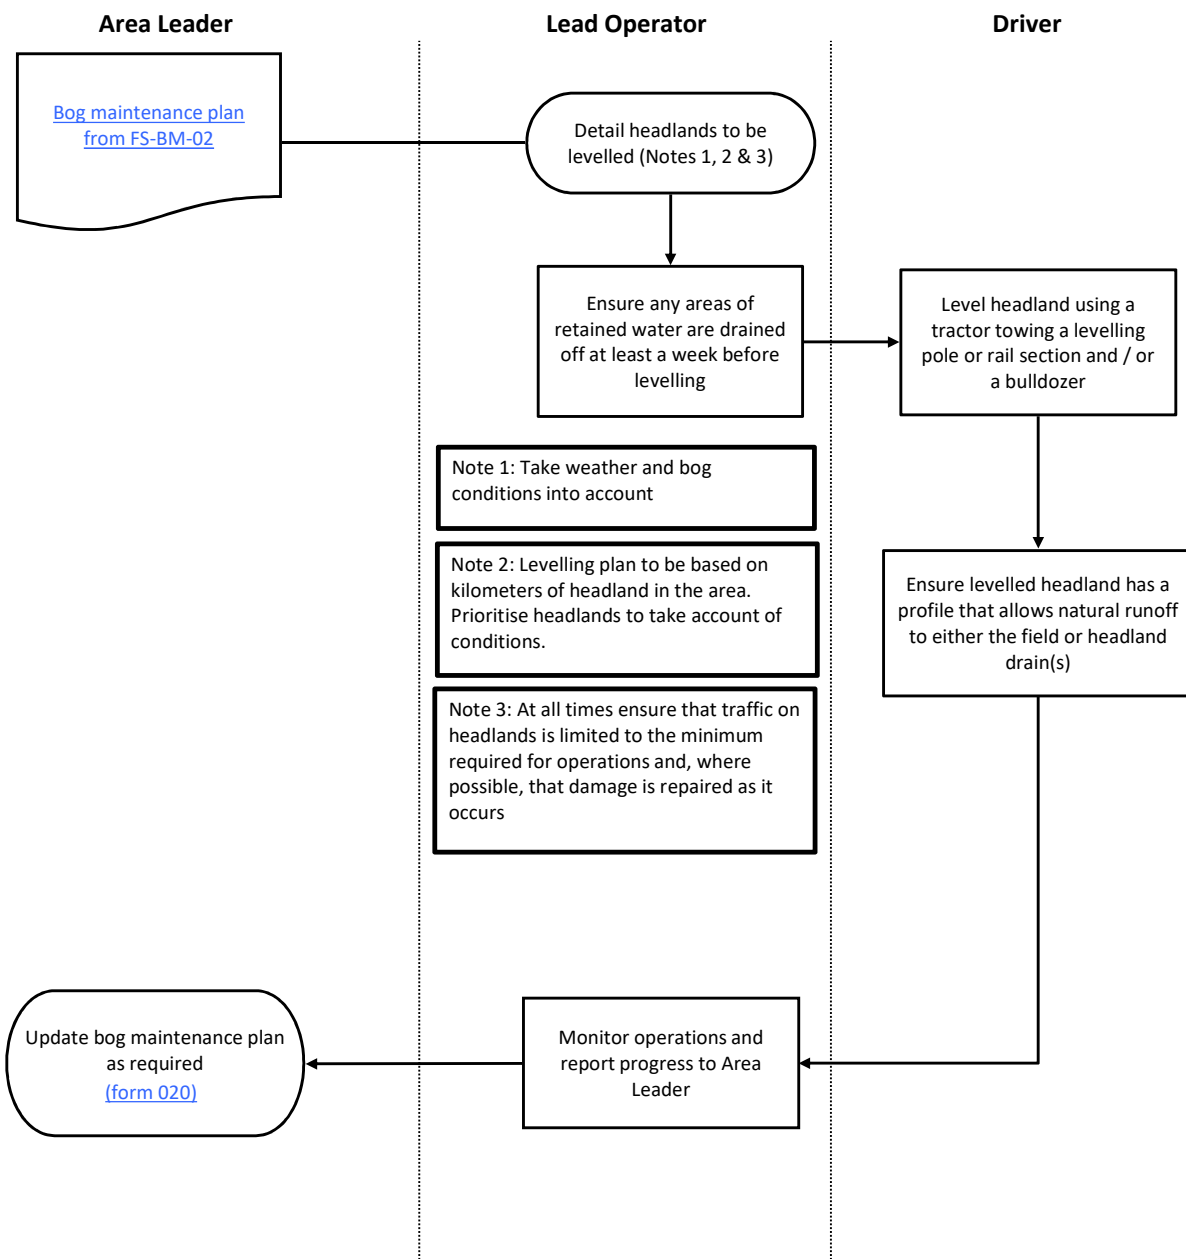 Area Leader
Lead Operator
Driver
Bog maintenance plan
from FS-BM-02
Detail headlands to be
levelled (Notes 1, 2 & 3)
Ensure any areas of
retained water are drained
off at least a week before
levelling
Level headland using a
tractor towing a levelling
pole or rail section and / or
a bulldozer
Note 1: Take weather and bog
conditions into account
Note 2: Levelling plan to be based on
kilometers of headland in the area.
Prioritise headlands to take account of
conditions.
Ensure levelled headland has a
profile that allows natural runoff
to either the field or headland
drain(s)
Note 3: At all times ensure that traffic on
headlands is limited to the minimum
required for operations and, where
possible, that damage is repaired as it
occurs
Update bog maintenance plan
as required
(form 020)
Monitor operations and
report progress to Area
Leader